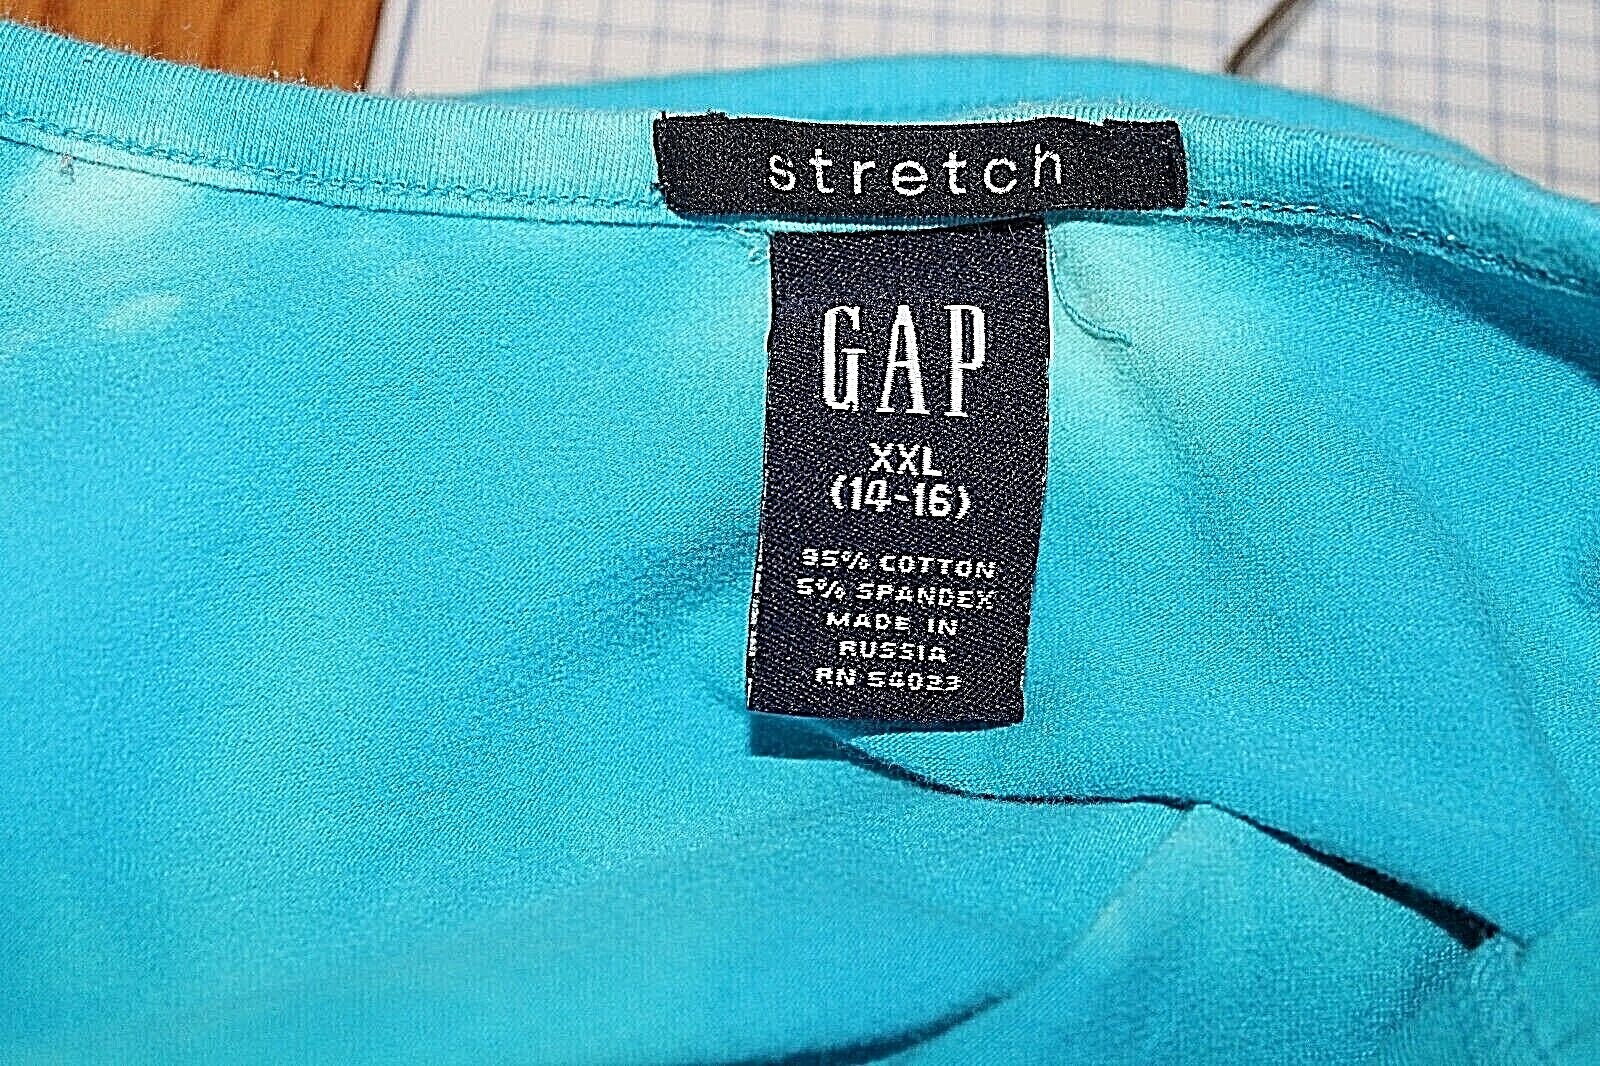 stretch
GAP
XXL
(14-16)
95% COTTON
5% SPANDEX
MADE IN
RUSSIA
RN 54023